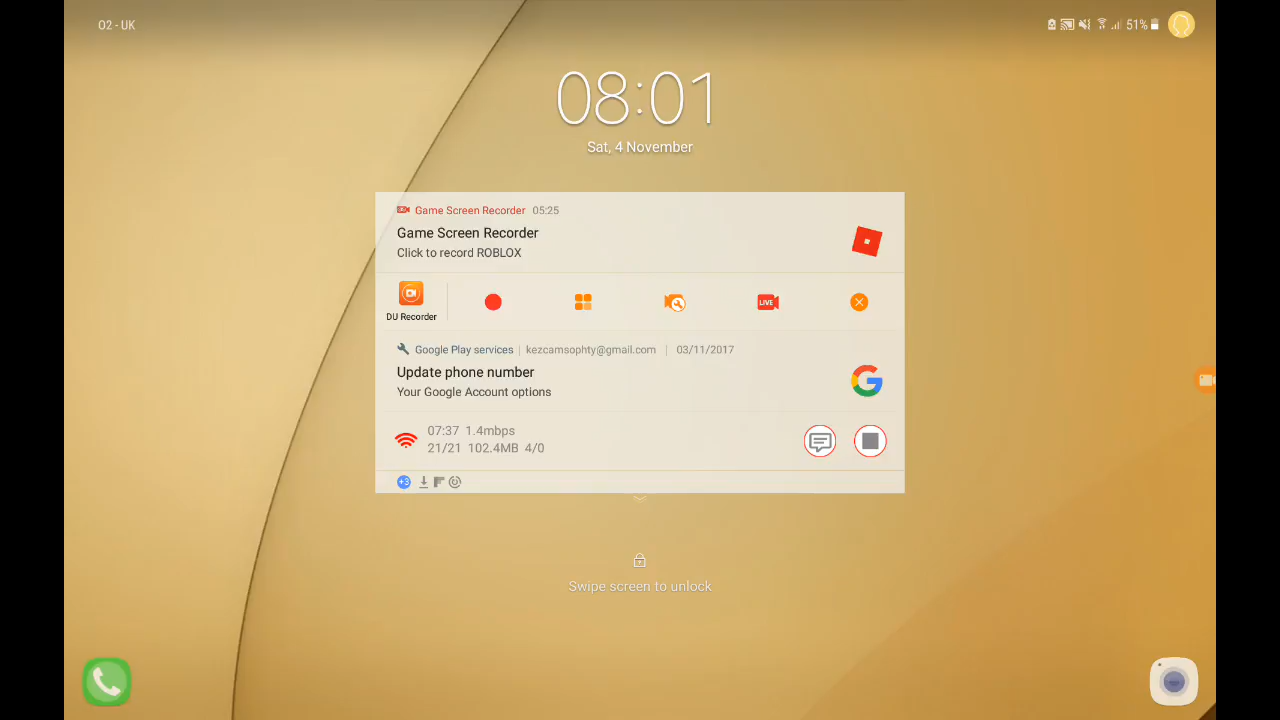 O2 - UK
51%
08:01
Sat, 4 November
Game Screen Recorder 05:25
Game Screen Recorder
Click to record ROBLOX
DU Recorder
LIVE
Google Play services | kezcamsophty@gmail.com | 03/11/2017
Update phone number
Your Google Account options
07:37 1.4mbps
21/21 102.4MB 4/0
+3
Swipe screen to unlock